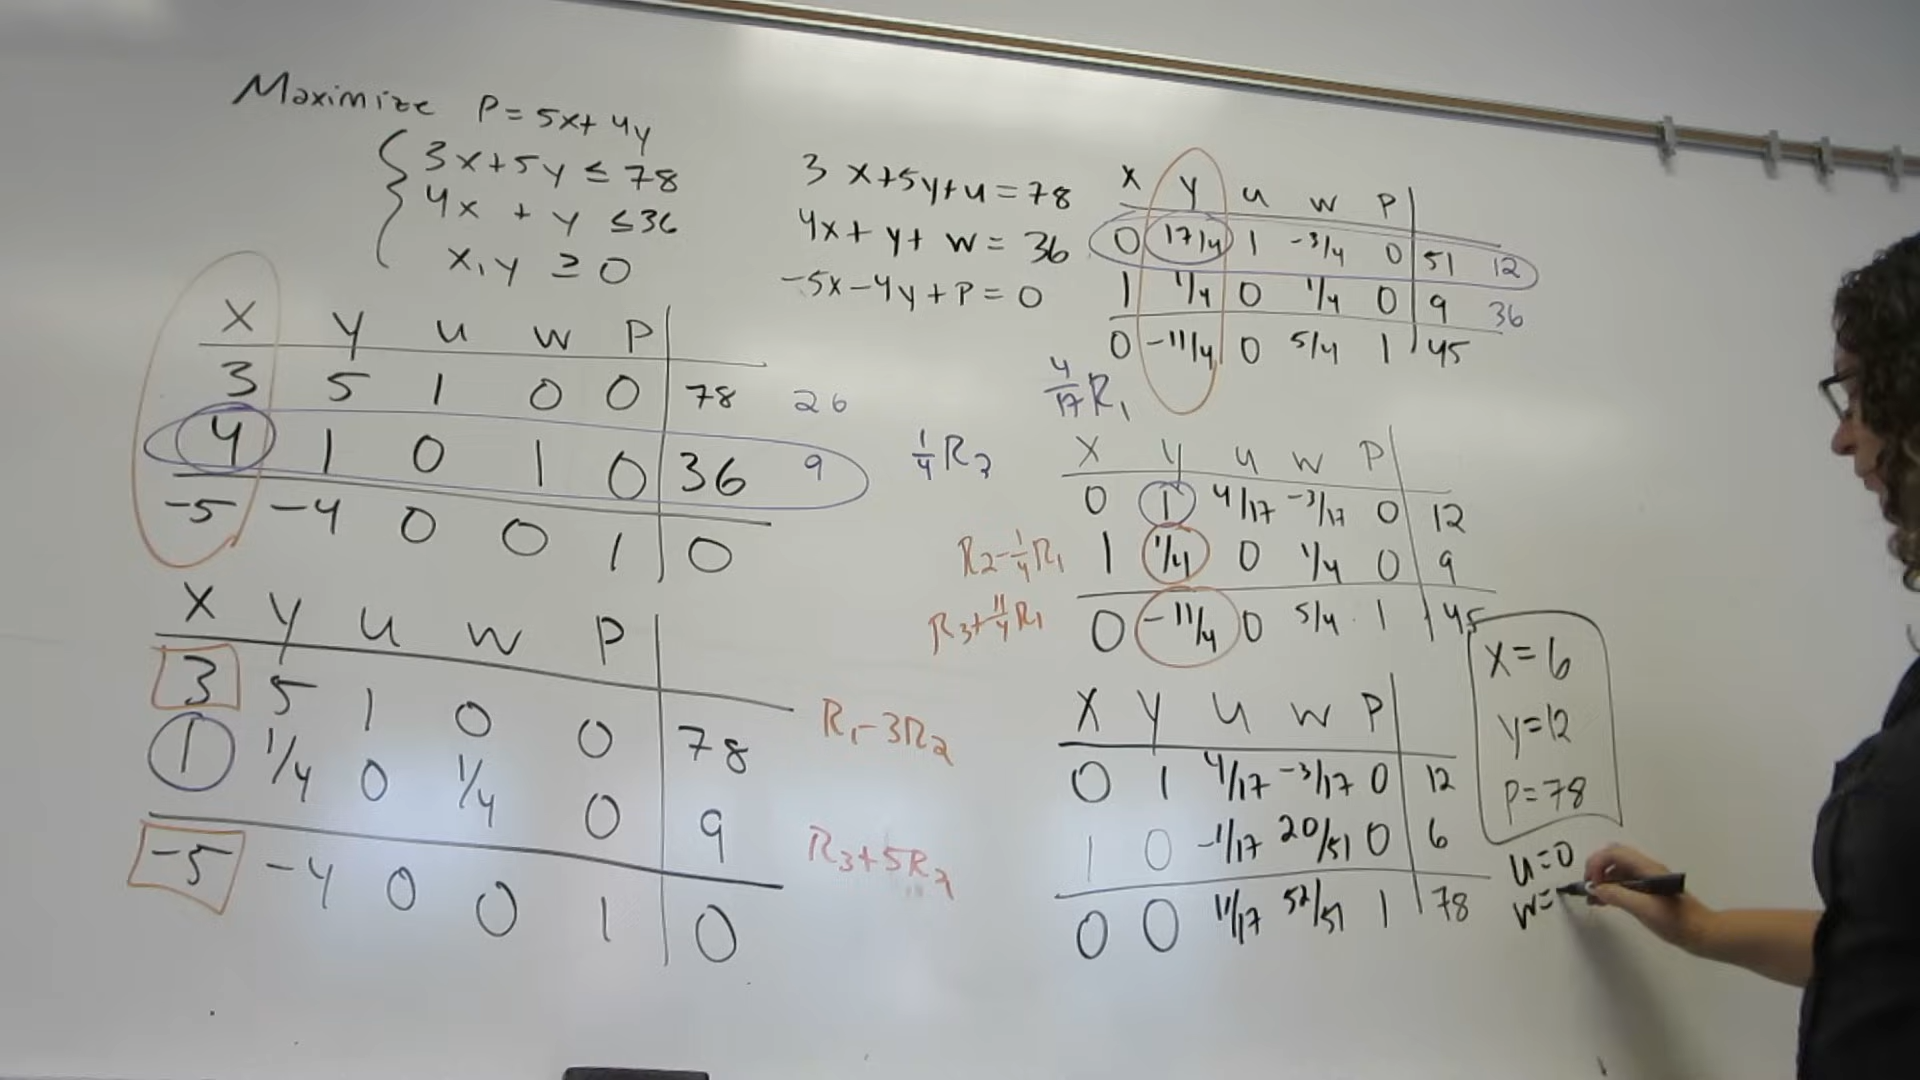 Maximize P = 5x + 4y
3x + 5y ≤ 78
4x + y ≤ 36
x, y ≥ 0
3x + 5y + u = 78
4x + y + w = 36
-5x - 4y + P = 0
x y u w P
3 5 1 0 0 78 26
4 1 0 1 0 36 9
1/4 R2
-5 -4 0 0 1 0
x y u w P
3 5 1 0 0 78 R1 - 3R2
1 1/4 0 1/4 0 9
-5 -4 0 0 1 0 R3 + 5R2
x y u w P
0 17/4 1 -3/4 0 51 12
1 1/4 0 1/4 0 9 36
0 -11/4 0 5/4 1 45
4/17 R1
x y u w P
0 1 4/17 -3/17 0 12
R2 - 1/4 R1 1 1/4 0 1/4 0 9
R3 + 11/4 R1 0 -11/4 0 5/4 1 45
x y u w P
0 1 4/17 -3/17 0 12
1 0 -1/17 20/51 0 6
0 0 11/17 52/51 1 78
x = 6
y = 12
P = 78
u = 0
w =